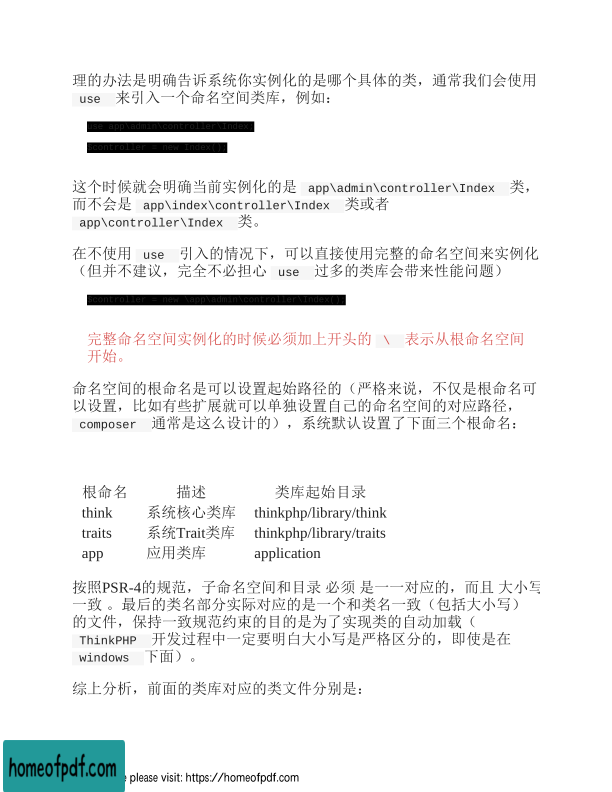 理的办法是明确告诉系统你实例化的是哪个具体的类，通常我们会使用
use 来引入一个命名空间类库，例如：
use app\admin\controller\Index;
$controller = new Index();
这个时候就会明确当前实例化的是 app\admin\controller\Index 类，
而不会是 app\index\controller\Index 类或者
app\controller\Index 类。
在不使用 use 引入的情况下，可以直接使用完整的命名空间来实例化
（但并不建议，完全不必担心 use 过多的类库会带来性能问题）
$controller = new \app\admin\controller\Index();
完整命名空间实例化的时候必须加上开头的 \ 表示从根命名空间
开始。
命名空间的根命名是可以设置起始路径的（严格来说，不仅是根命名可
以设置，比如有些扩展就可以单独设置自己的命名空间的对应路径，
composer 通常是这么设计的），系统默认设置了下面三个根命名：
根命名 描述 类库起始目录
think 系统核心类库 thinkphp/library/think
traits 系统Trait类库 thinkphp/library/traits
app 应用类库 application
按照PSR-4的规范，子命名空间和目录 必须 是一一对应的，而且 大小写
一致 。最后的类名部分实际对应的是一个和类名一致（包括大小写）
的文件，保持一致规范约束的目的是为了实现类的自动加载（
ThinkPHP 开发过程中一定要明白大小写是严格区分的，即使是在
windows 下面）。
综上分析，前面的类库对应的类文件分别是：
homeofpdf.com
please visit: https://homeofpdf.com